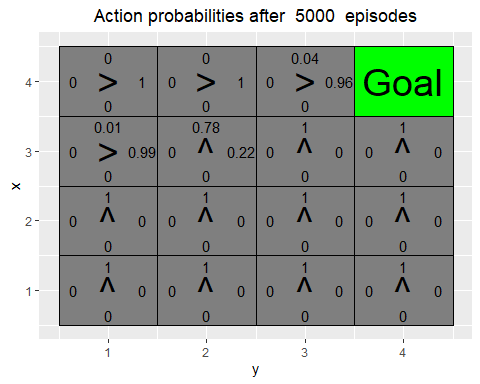 Action probabilities after 5000 episodes
0 0 0.04
4 0 > 1 0 > 1 0 > 0.96 Goal
0 0 0
0.01 0.78 1 1
3 0 > 0.99 0 ^ 0.22 0 ^ 0 0 ^ 0
0 0 0 0
1 1 1 1
2 0 ^ 0 0 ^ 0 0 ^ 0 0 ^ 0
0 0 0 0
1 1 1 1
1 0 ^ 0 0 ^ 0 0 ^ 0 0 ^ 0
0 0 0 0
x
1 2 3 4
y